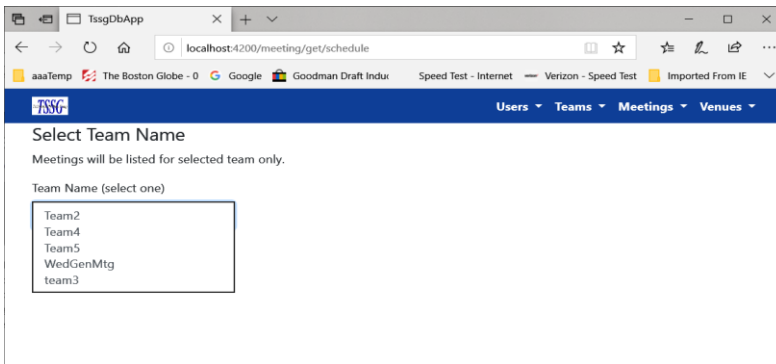 TssgDbApp
localhost:4200/meeting/get/schedule
aaaTemp The Boston Globe - 0 Google Goodman Draft Induc Speed Test - Internet Verizon - Speed Test Imported From IE
TSSG Users Teams Meetings Venues
Select Team Name
Meetings will be listed for selected team only.
Team Name (select one)
Team2
Team4
Team5
WedGenMtg
team3